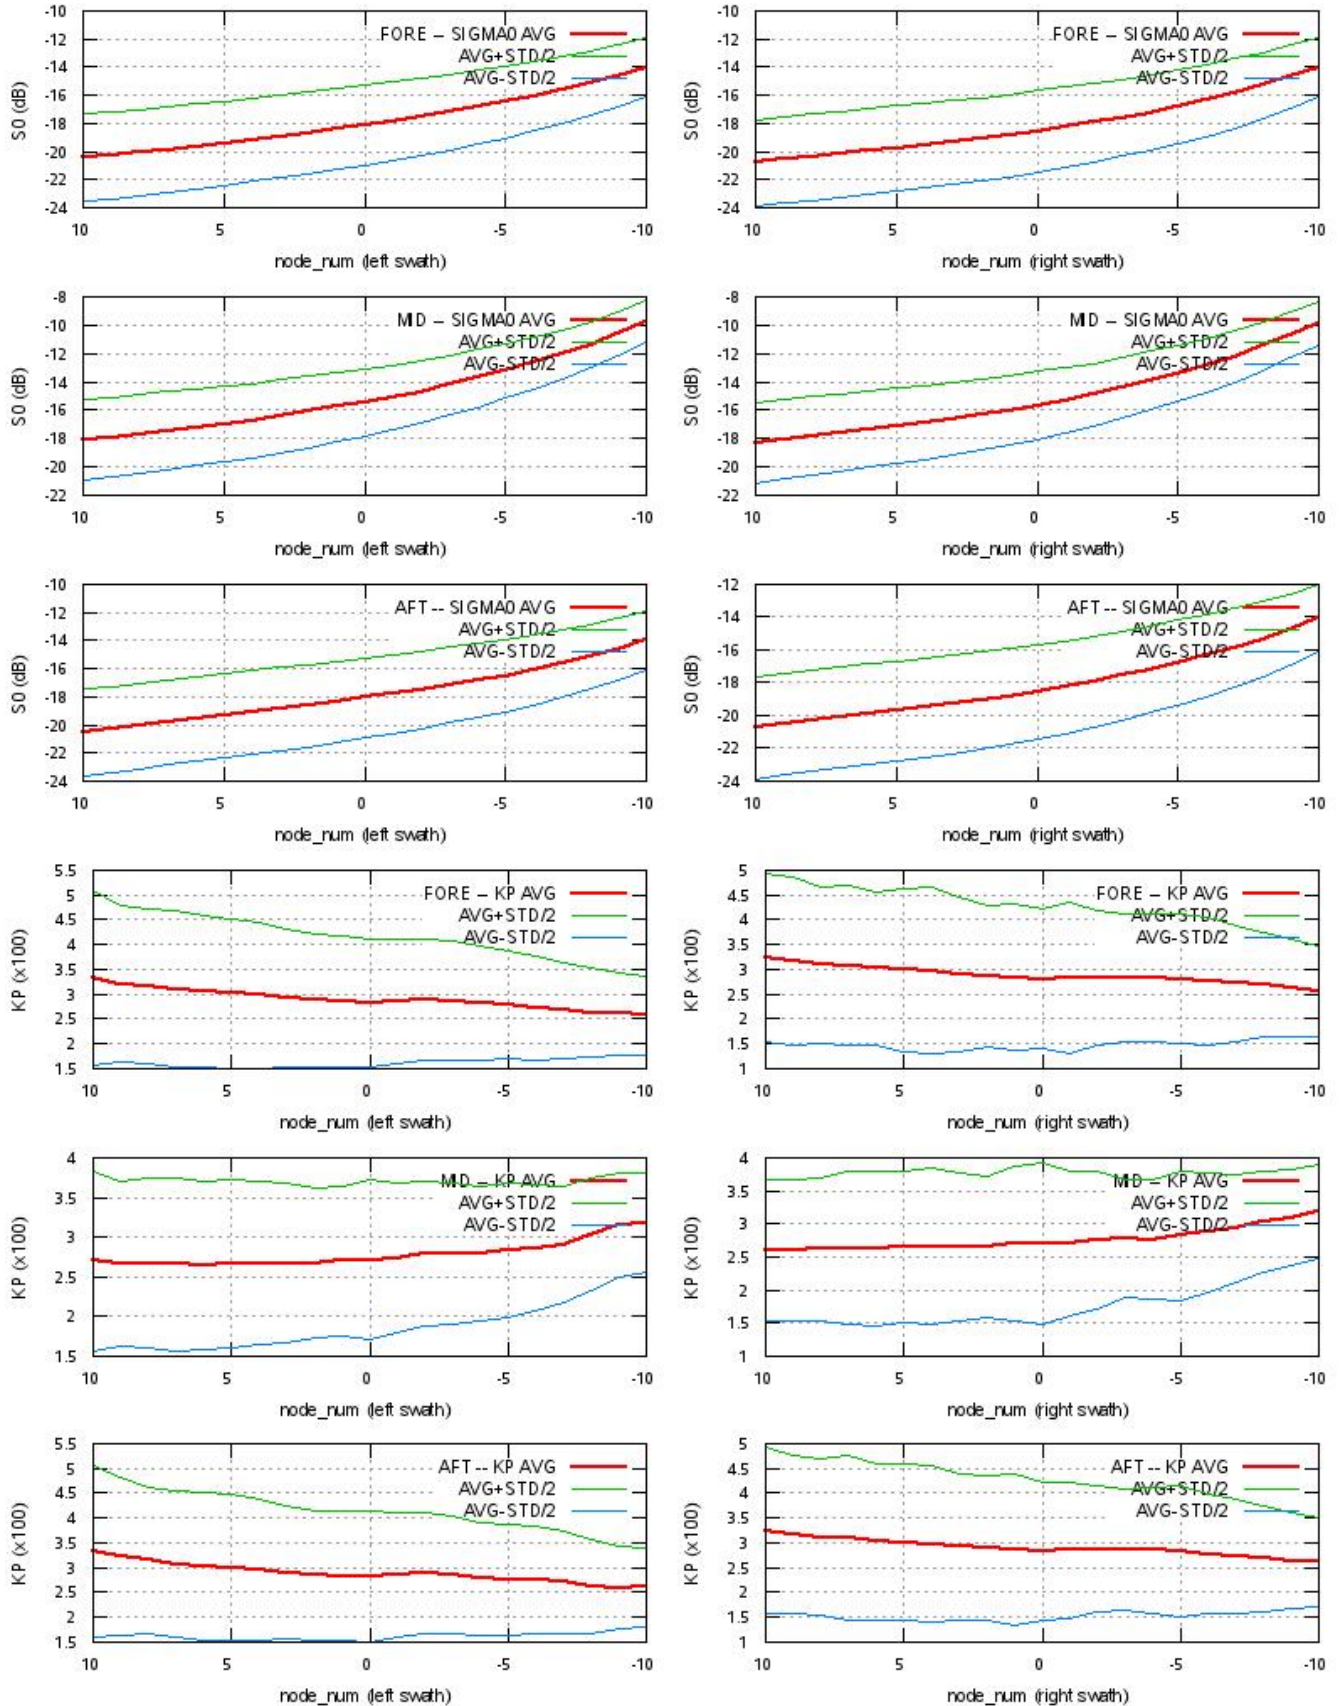 -10
-12
-14
-16
-18
-20
-22
-24
S0 (dB)
FORE – SIGMA0 AVG
AVG+STD/2
AVG-STD/2
10 5 0 -5 -10
node_num (left swath)
-10
-12
-14
-16
-18
-20
-22
-24
S0 (dB)
FORE – SIGMA0 AVG
AVG+STD/2
AVG-STD/2
10 5 0 -5 -10
node_num (right swath)
-8
-10
-12
-14
-16
-18
-20
-22
S0 (dB)
MID – SIGMA0 AVG
AVG+STD/2
AVG-STD/2
10 5 0 -5 -10
node_num (left swath)
-8
-10
-12
-14
-16
-18
-20
-22
S0 (dB)
MID – SIGMA0 AVG
AVG+STD/2
AVG-STD/2
10 5 0 -5 -10
node_num (right swath)
-10
-12
-14
-16
-18
-20
-22
-24
S0 (dB)
AFT -- SIGMA0 AVG
AVG+STD/2
AVG-STD/2
10 5 0 -5 -10
node_num (left swath)
-12
-14
-16
-18
-20
-22
-24
S0 (dB)
AFT -- SIGMA0 AVG
AVG+STD/2
AVG-STD/2
10 5 0 -5 -10
node_num (right swath)
5.5
5
4.5
4
3.5
3
2.5
2
1.5
KP (x100)
FORE – KP AVG
AVG+STD/2
AVG-STD/2
10 5 0 -5 -10
node_num (left swath)
5
4.5
4
3.5
3
2.5
2
1.5
1
KP (x100)
FORE – KP AVG
AVG+STD/2
AVG-STD/2
10 5 0 -5 -10
node_num (right swath)
4
3.5
3
2.5
2
1.5
KP (x100)
MID – KP AVG
AVG+STD/2
AVG-STD/2
10 5 0 -5 -10
node_num (left swath)
4
3.5
3
2.5
2
1.5
1
KP (x100)
MID – KP AVG
AVG+STD/2
AVG-STD/2
10 5 0 -5 -10
node_num (right swath)
5.5
5
4.5
4
3.5
3
2.5
2
1.5
KP (x100)
AFT -- KP AVG
AVG+STD/2
AVG-STD/2
10 5 0 -5 -10
node_num (left swath)
5
4.5
4
3.5
3
2.5
2
1.5
1
KP (x100)
AFT -- KP AVG
AVG+STD/2
AVG-STD/2
10 5 0 -5 -10
node_num (right swath)